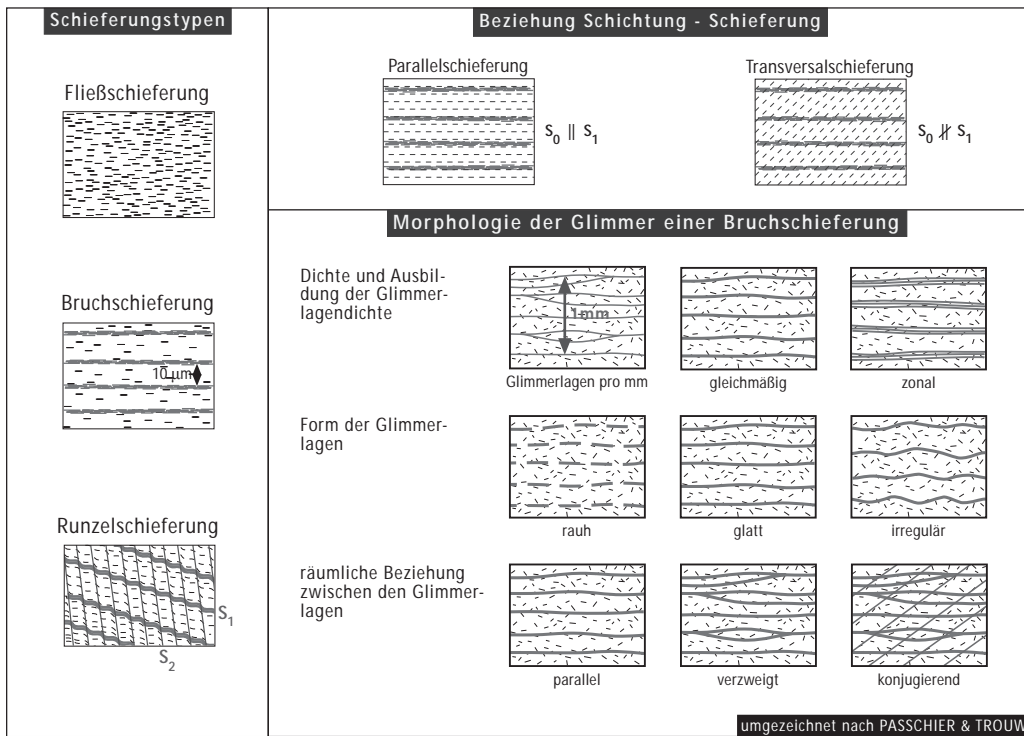 Schieferungstypen
Fließschieferung
Bruchschieferung
10 µm
Runzelschieferung
S1
S2
Beziehung Schichtung - Schieferung
Parallelschieferung
S0 || S1
Transversalschieferung
S0 ∦ S1
Morphologie der Glimmer einer Bruchschieferung
Dichte und Ausbil-
dung der Glimmer-
lagendichte
1mm
Glimmerlagen pro mm
gleichmäßig
zonal
Form der Glimmer-
lagen
rauh
glatt
irregulär
räumliche Beziehung
zwischen den Glimmer-
lagen
parallel
verzweigt
konjugierend
umgezeichnet nach PASSCHIER & TROUW